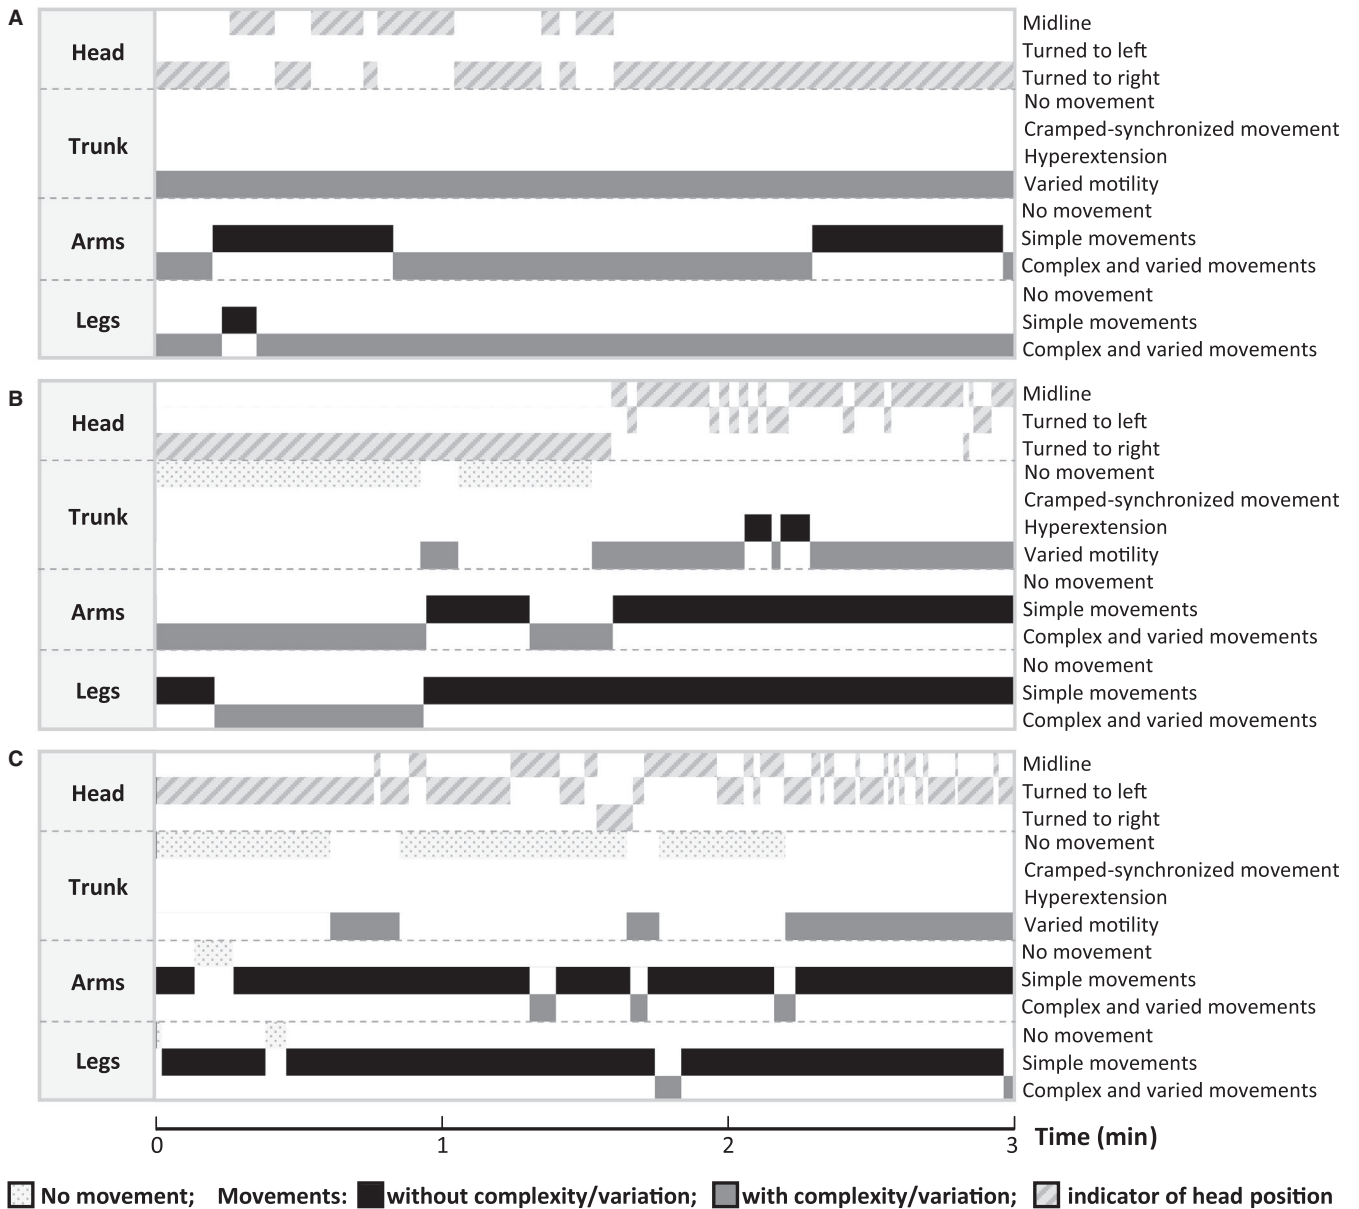 A
Head
Midline
Turned to left
Turned to right
Trunk
No movement
Cramped-synchronized movement
Hyperextension
Varied motility
Arms
No movement
Simple movements
Complex and varied movements
Legs
No movement
Simple movements
Complex and varied movements
B
Head
Midline
Turned to left
Turned to right
Trunk
No movement
Cramped-synchronized movement
Hyperextension
Varied motility
Arms
No movement
Simple movements
Complex and varied movements
Legs
No movement
Simple movements
Complex and varied movements
C
Head
Midline
Turned to left
Turned to right
Trunk
No movement
Cramped-synchronized movement
Hyperextension
Varied motility
Arms
No movement
Simple movements
Complex and varied movements
Legs
No movement
Simple movements
Complex and varied movements
0 1 2 3 Time (min)
No movement; Movements: without complexity/variation; with complexity/variation; indicator of head position